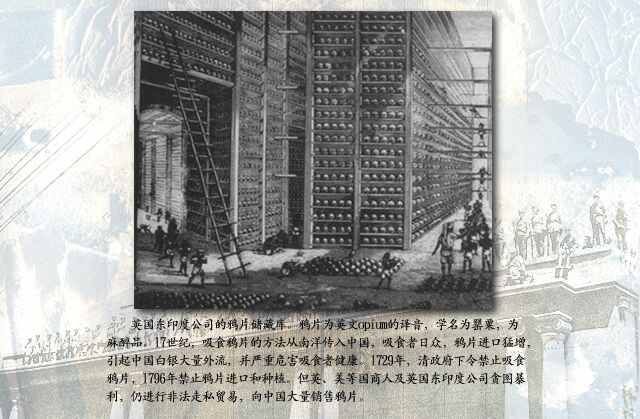 英国东印度公司的鸦片储藏库。鸦片为英文opium的译音，学名为罂粟，为
麻醉品。17世纪，吸食鸦片的方法从南洋传入中国，吸食者日众，鸦片进口猛增，
引起中国白银大量外流，并严重危害吸食者健康。1729年，清政府下令禁止吸食
鸦片，1796年禁止鸦片进口和种植。但英、美等国商人及英国东印度公司贪图暴
利，仍进行非法走私贸易，向中国大量销售鸦片。